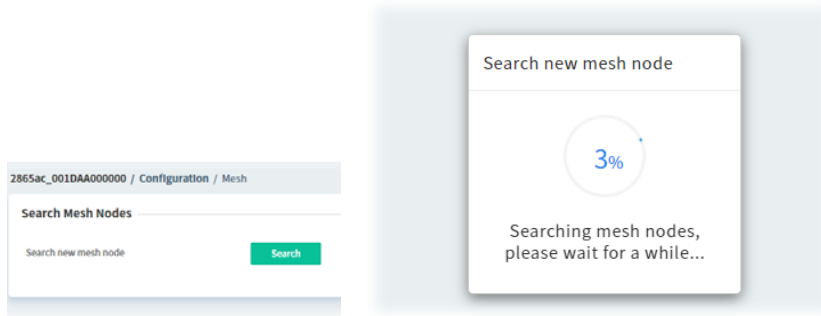 2865ac_001DAA000000 / Configuration / Mesh
Search Mesh Nodes
Search new mesh node
Search
Search new mesh node
3%
Searching mesh nodes,
please wait for a while...